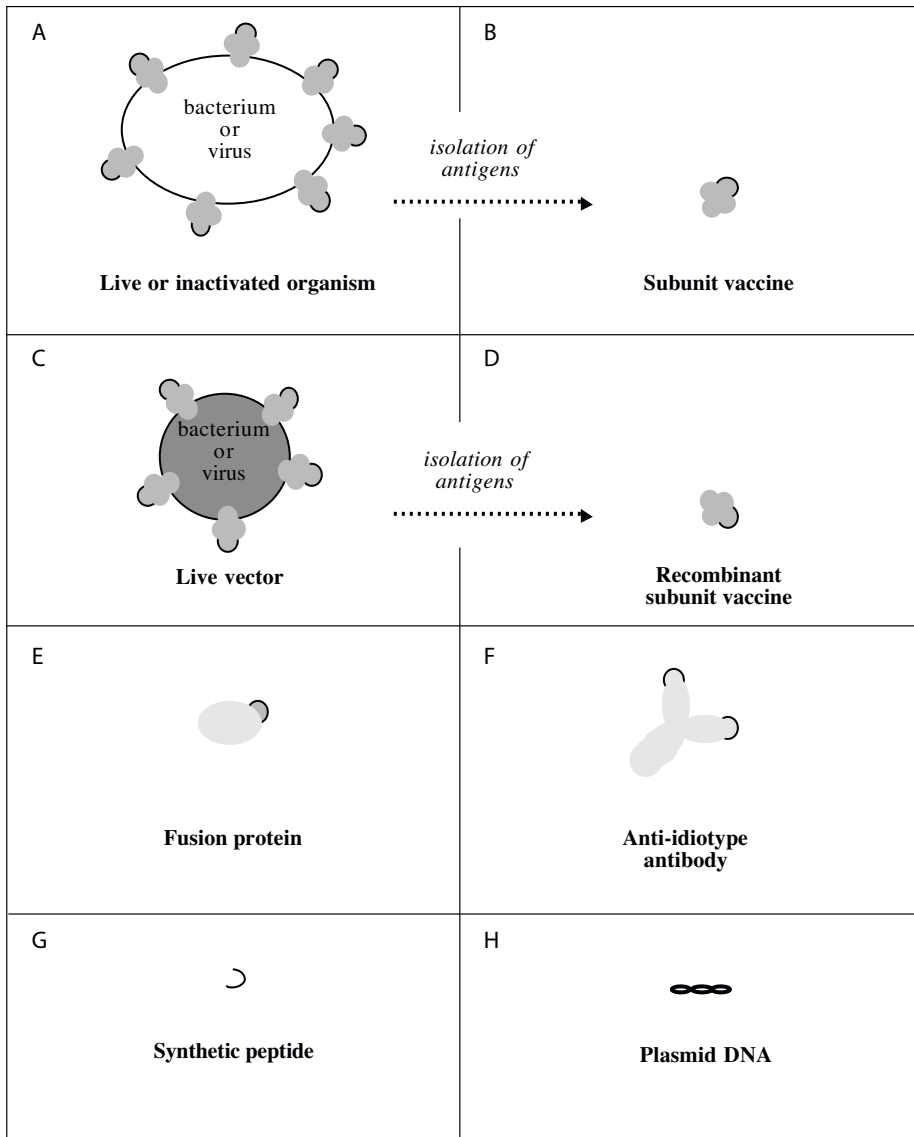 A
bacterium
or
virus
Live or inactivated organism
isolation of
antigens
B
Subunit vaccine
C
bacterium
or
virus
Live vector
isolation of
antigens
D
Recombinant
subunit vaccine
E
Fusion protein
F
Anti-idiotype
antibody
G
Synthetic peptide
H
Plasmid DNA